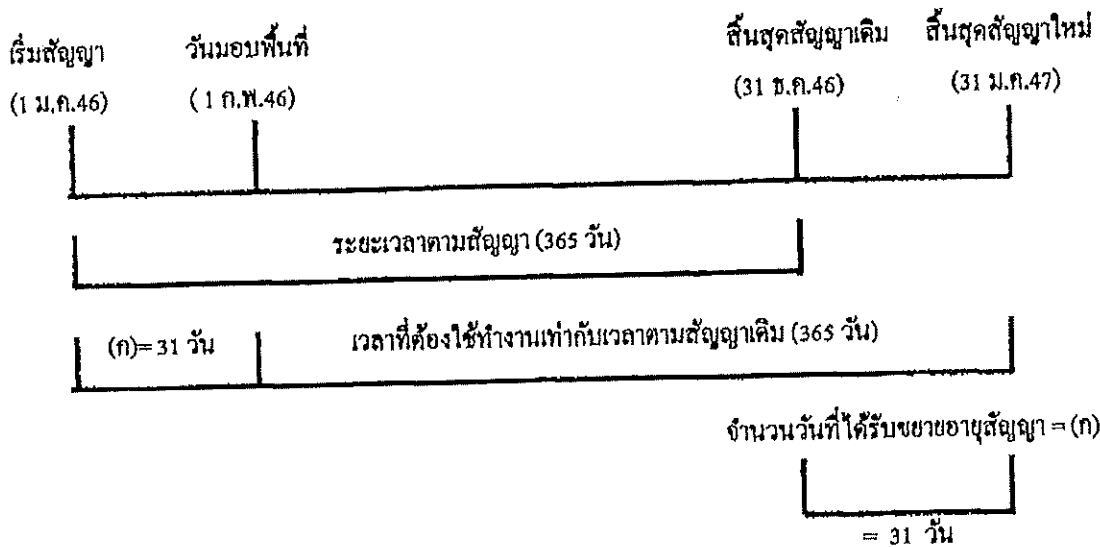 เริ่มสัญญา วันมอบพื้นที่ สิ้นสุดสัญญาเดิม สิ้นสุดสัญญาใหม่
(1 ม.ค.46) ( 1 ก.พ.46) (31 ธ.ค.46) (31 ม.ค.47)
ระยะเวลาตามสัญญา (365 วัน)
(ก)= 31 วัน เวลาที่ต้องใช้ทำงานเท่ากับเวลาตามสัญญาเดิม (365 วัน)
จำนวนวันที่ได้รับขยายอายุสัญญา = (ก)
= 31 วัน